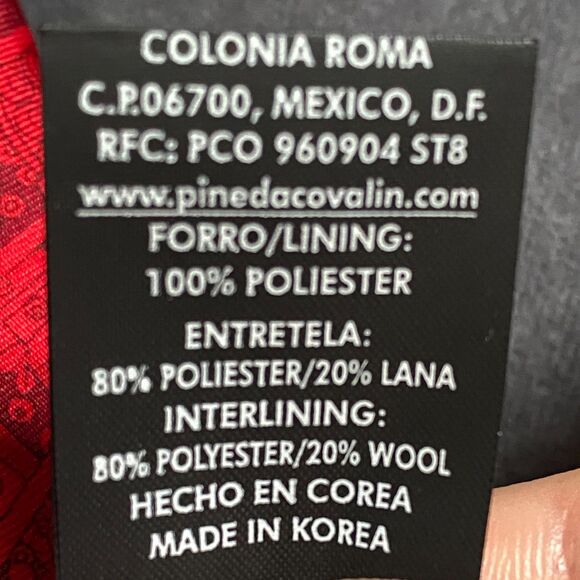 COLONIA ROMA
C.P.06700, MEXICO, D.F.
RFC: PCO 960904 ST8
www.pinedacovalin.com
FORRO/LINING:
100% POLIESTER
ENTRETELA:
80% POLIESTER/20% LANA
INTERLINING:
80% POLYESTER/20% WOOL
HECHO EN COREA
MADE IN KOREA